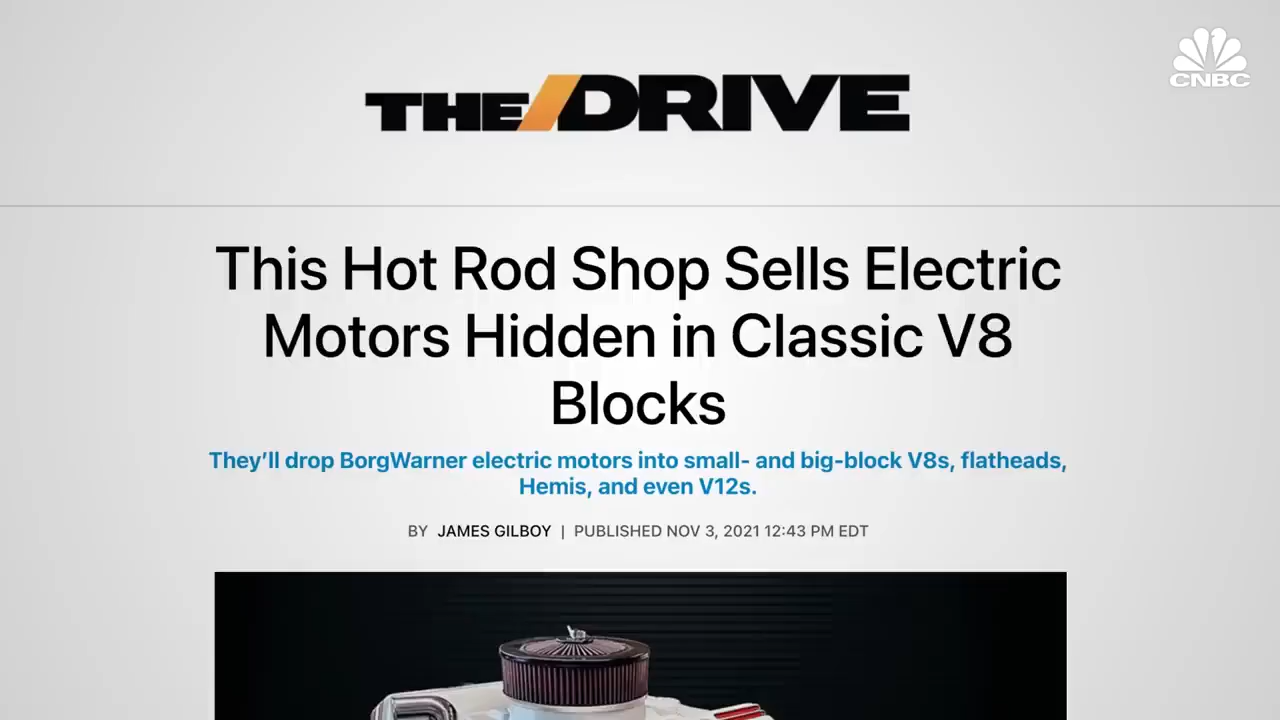 CNBC
THE DRIVE
This Hot Rod Shop Sells Electric
Motors Hidden in Classic V8
Blocks
They’ll drop BorgWarner electric motors into small- and big-block V8s, flatheads,
Hemis, and even V12s.
BY JAMES GILBOY | PUBLISHED NOV 3, 2021 12:43 PM EDT